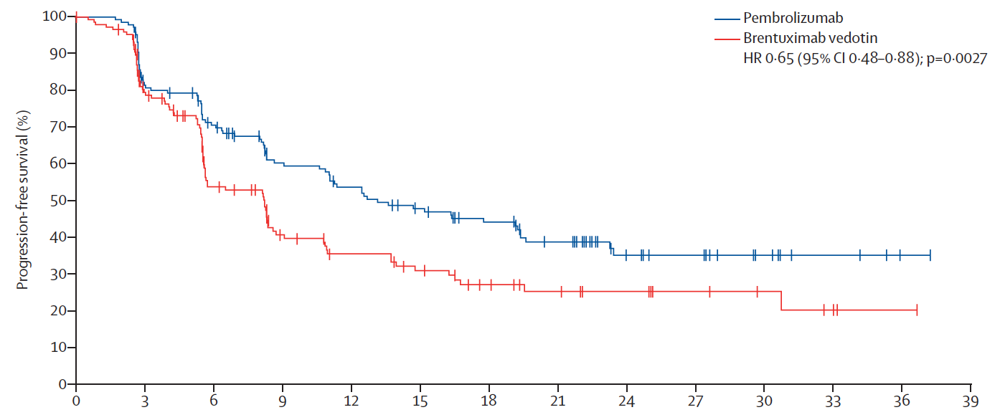 Pembrolizumab
Brentuximab vedotin
HR 0·65 (95% CI 0·48–0·88); p=0·0027
Progression-free survival (%)
100
90
80
70
60
50
40
30
20
10
0
0 3 6 9 12 15 18 21 24 27 30 33 36 39